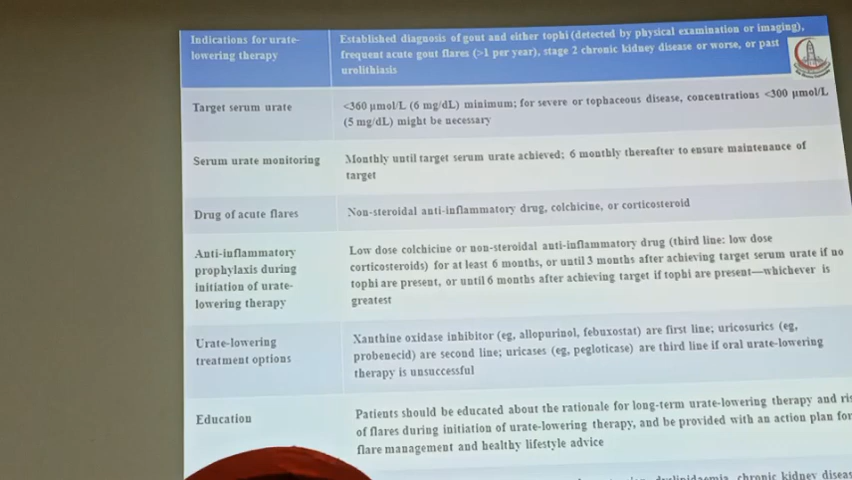 Indications for urate-
lowering therapy
Established diagnosis of gout and either tophi (detected by physical examination or imaging),
frequent acute gout flares (>1 per year), stage 2 chronic kidney disease or worse, or past
urolithiasis
Target serum urate
<360 µmol/L (6 mg/dL) minimum; for severe or tophaceous disease, concentrations <300 µmol/L
(5 mg/dL) might be necessary
Serum urate monitoring
Monthly until target serum urate achieved; 6 monthly thereafter to ensure maintenance of
target
Drug of acute flares
Non-steroidal anti-inflammatory drug, colchicine, or corticosteroid
Anti-inflammatory
prophylaxis during
initiation of urate-
lowering therapy
Low dose colchicine or non-steroidal anti-inflammatory drug (third line: low dose
corticosteroids) for at least 6 months, or until 3 months after achieving target serum urate if no
tophi are present, or until 6 months after achieving target if tophi are present—whichever is
greatest
Urate-lowering
treatment options
Xanthine oxidase inhibitor (eg, allopurinol, febuxostat) are first line; uricosurics (eg,
probenecid) are second line; uricases (eg, pegloticase) are third line if oral urate-lowering
therapy is unsuccessful
Education
Patients should be educated about the rationale for long-term urate-lowering therapy and
of flares during initiation of urate-lowering therapy, and be provided with an action plan for
flare management and healthy lifestyle advice
dyslipidaemia, chronic kidney